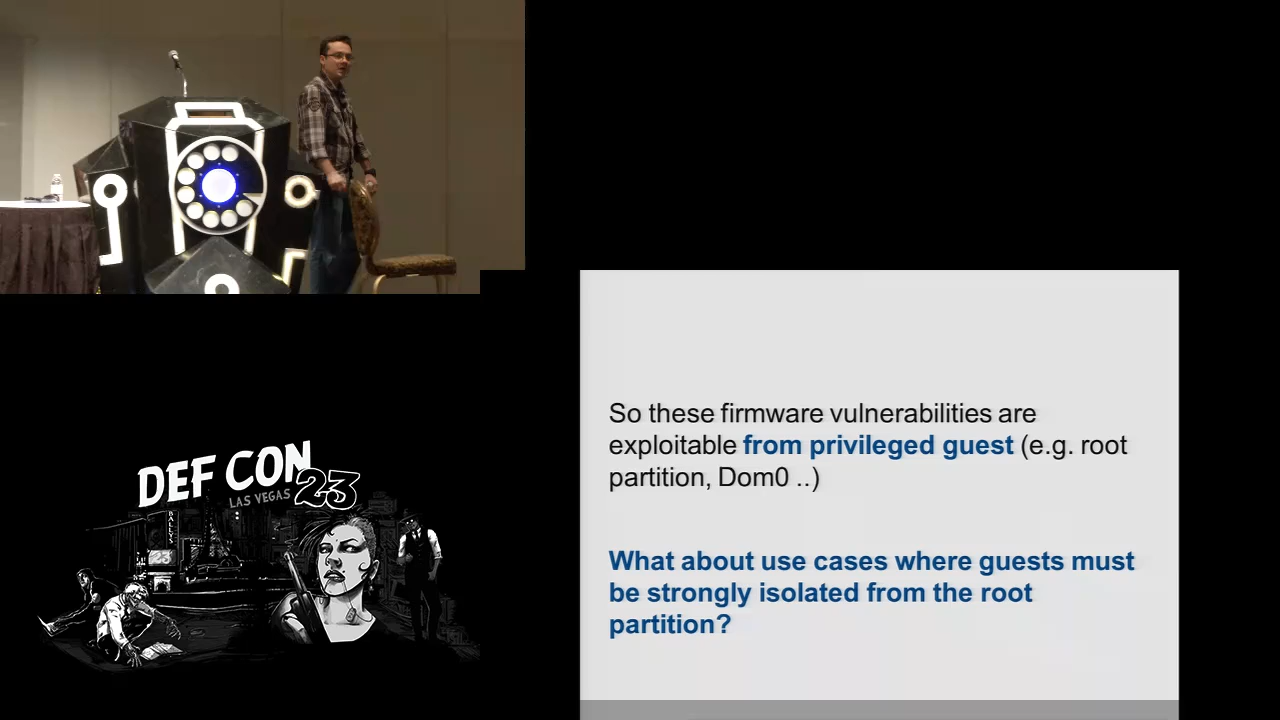 DEF CON
LAS VEGAS 23
BALLY'S
So these firmware vulnerabilities are
exploitable from privileged guest (e.g. root
partition, Dom0 ..)
What about use cases where guests must
be strongly isolated from the root
partition?